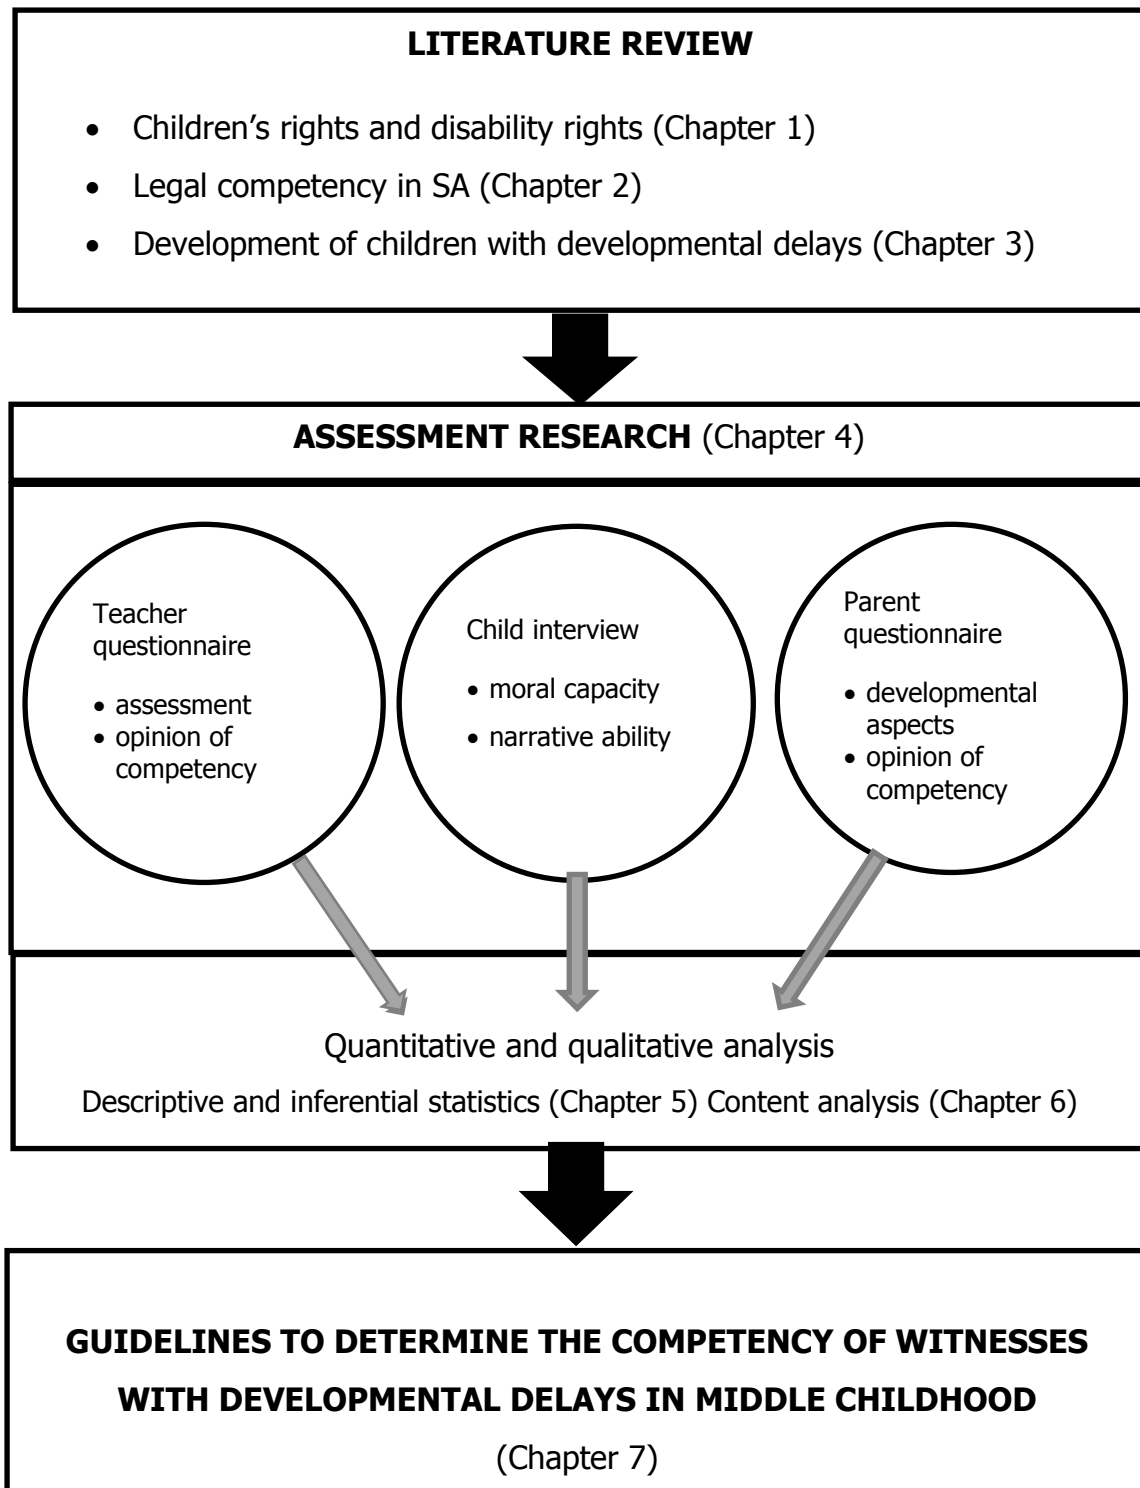 LITERATURE REVIEW
• Children’s rights and disability rights (Chapter 1)
• Legal competency in SA (Chapter 2)
• Development of children with developmental delays (Chapter 3)
ASSESSMENT RESEARCH (Chapter 4)
Teacher
questionnaire
• assessment
• opinion of
competency
Child interview
• moral capacity
• narrative ability
Parent
questionnaire
• developmental
aspects
• opinion of
competency
Quantitative and qualitative analysis
Descriptive and inferential statistics (Chapter 5) Content analysis (Chapter 6)
GUIDELINES TO DETERMINE THE COMPETENCY OF WITNESSES
WITH DEVELOPMENTAL DELAYS IN MIDDLE CHILDHOOD
(Chapter 7)